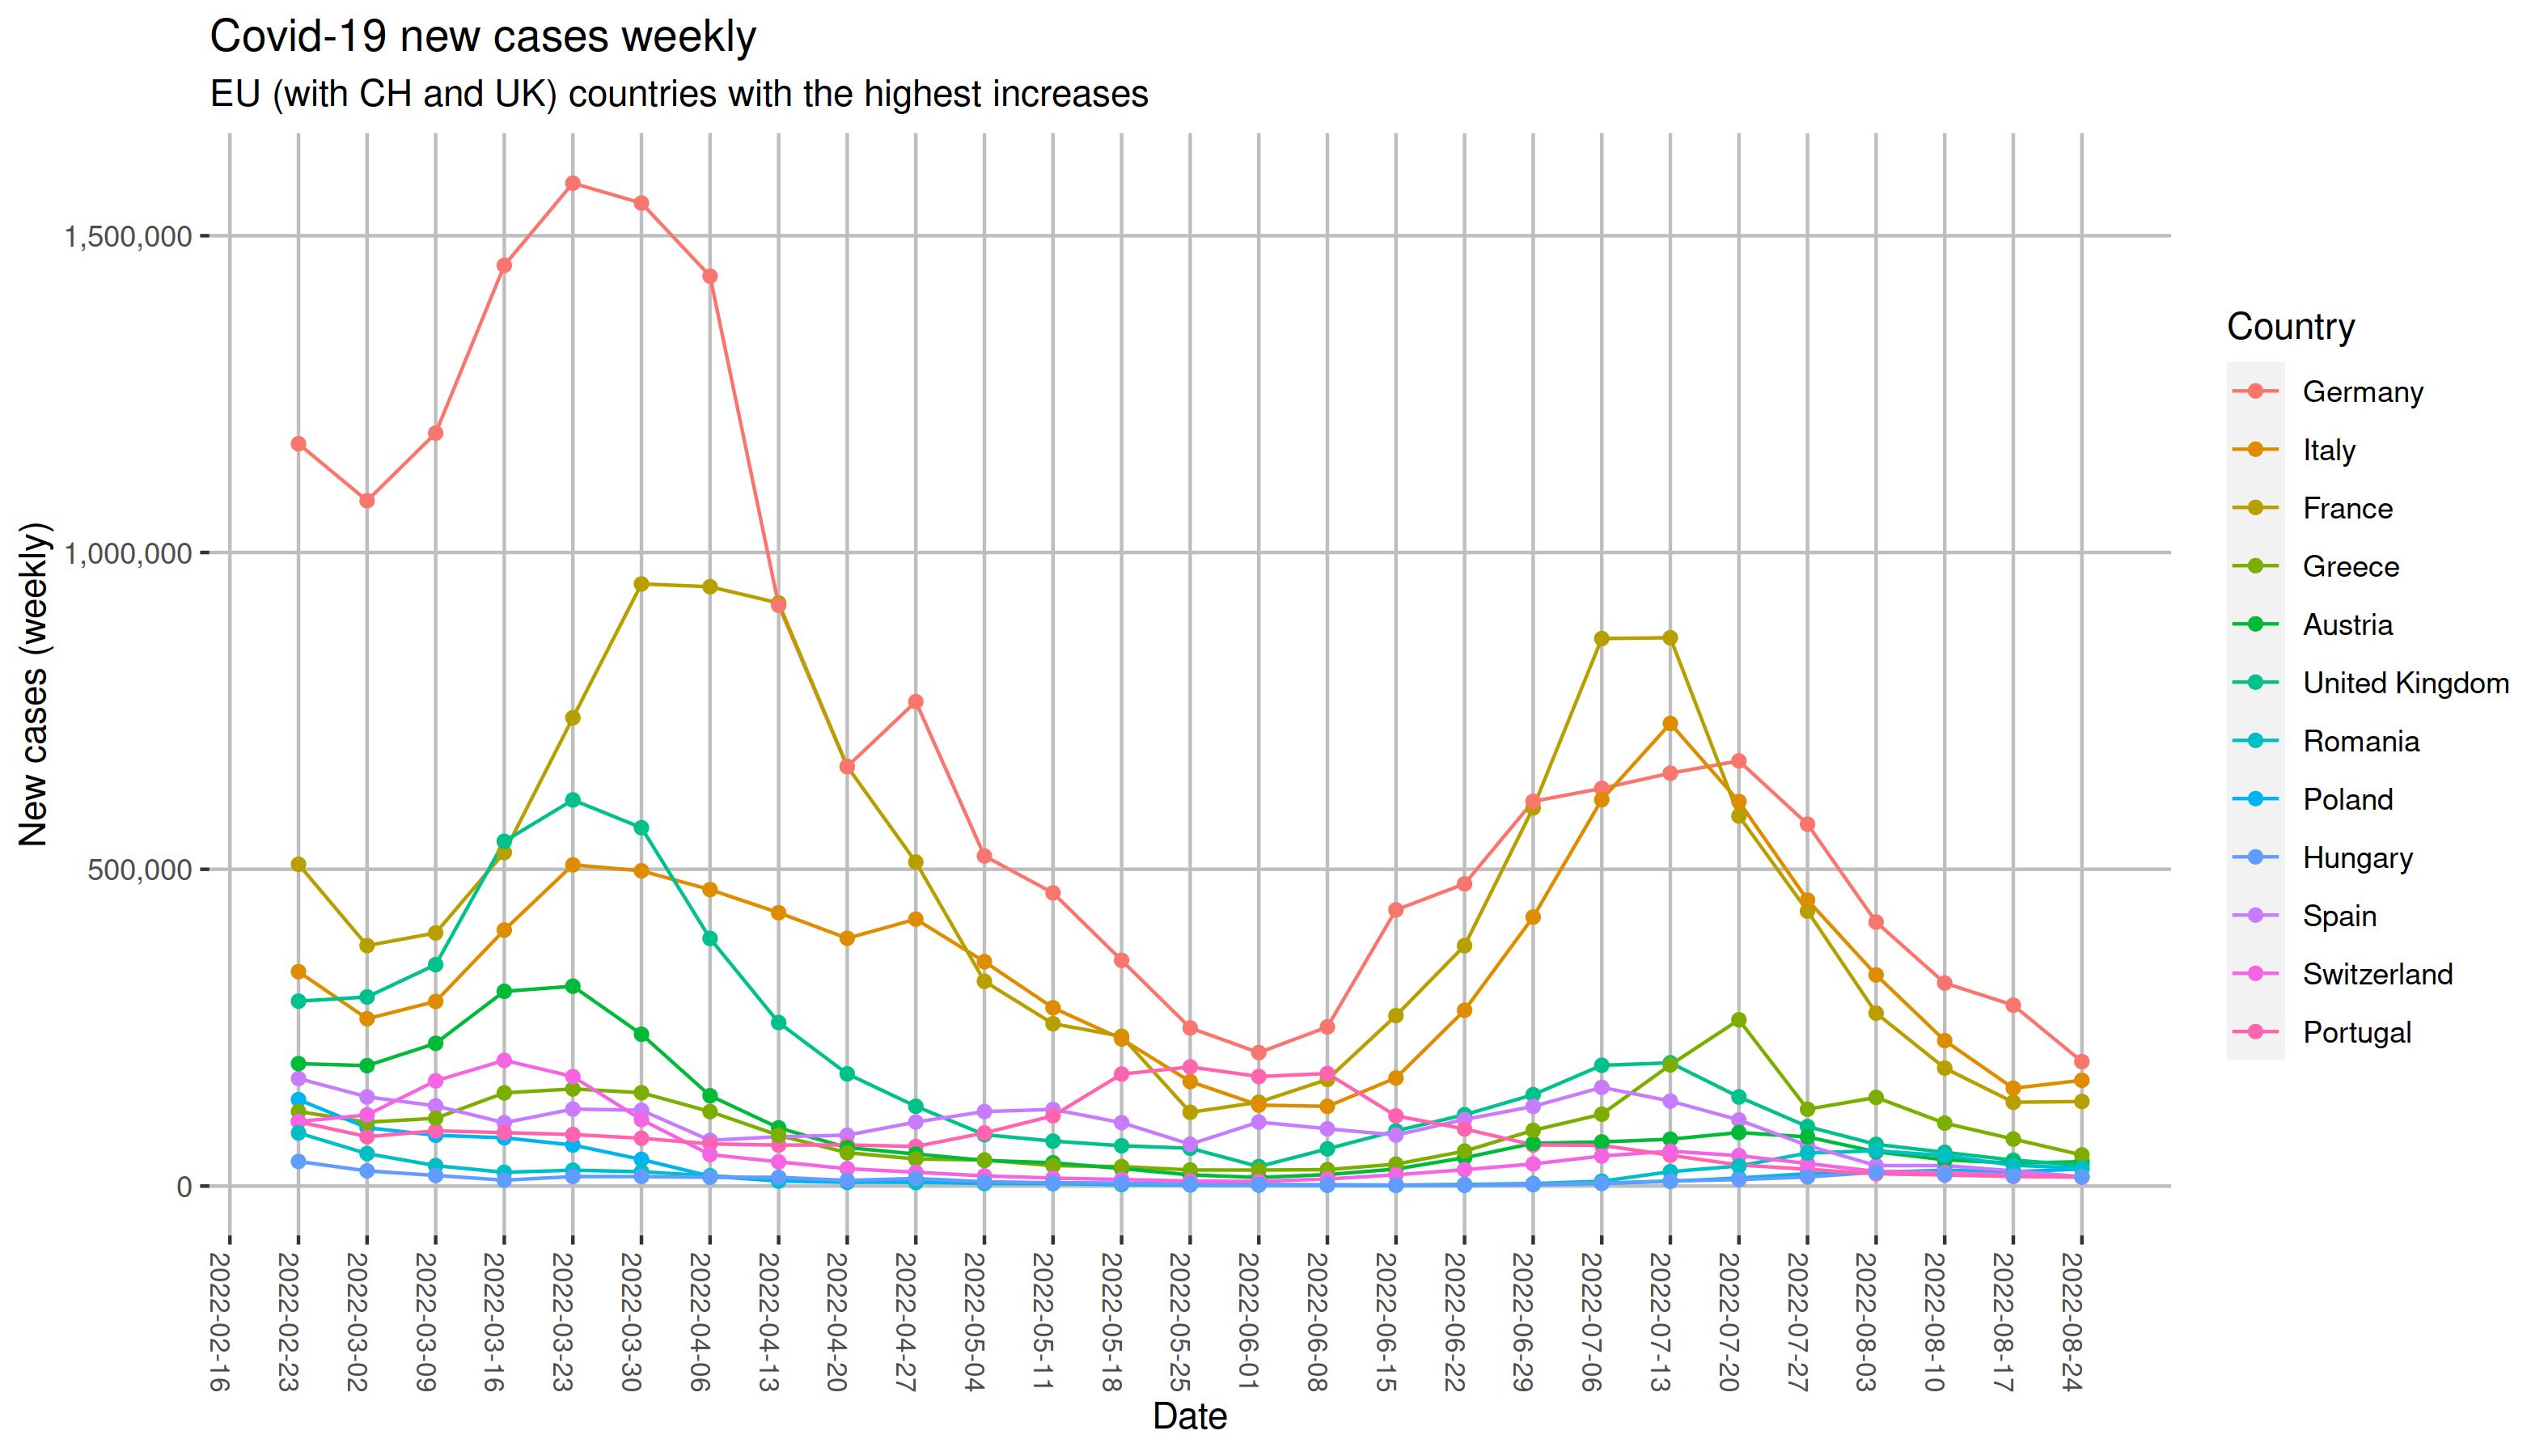 Covid-19 new cases weekly
EU (with CH and UK) countries with the highest increases
New cases (weekly)
1,500,000
1,000,000
500,000
0
2022-02-16
2022-02-23
2022-03-02
2022-03-09
2022-03-16
2022-03-23
2022-03-30
2022-04-06
2022-04-13
2022-04-20
2022-04-27
2022-05-04
2022-05-11
2022-05-18
2022-05-25
2022-06-01
2022-06-08
2022-06-15
2022-06-22
2022-06-29
2022-07-06
2022-07-13
2022-07-20
2022-07-27
2022-08-03
2022-08-10
2022-08-17
2022-08-24
Date
Country
Germany
Italy
France
Greece
Austria
United Kingdom
Romania
Poland
Hungary
Spain
Switzerland
Portugal